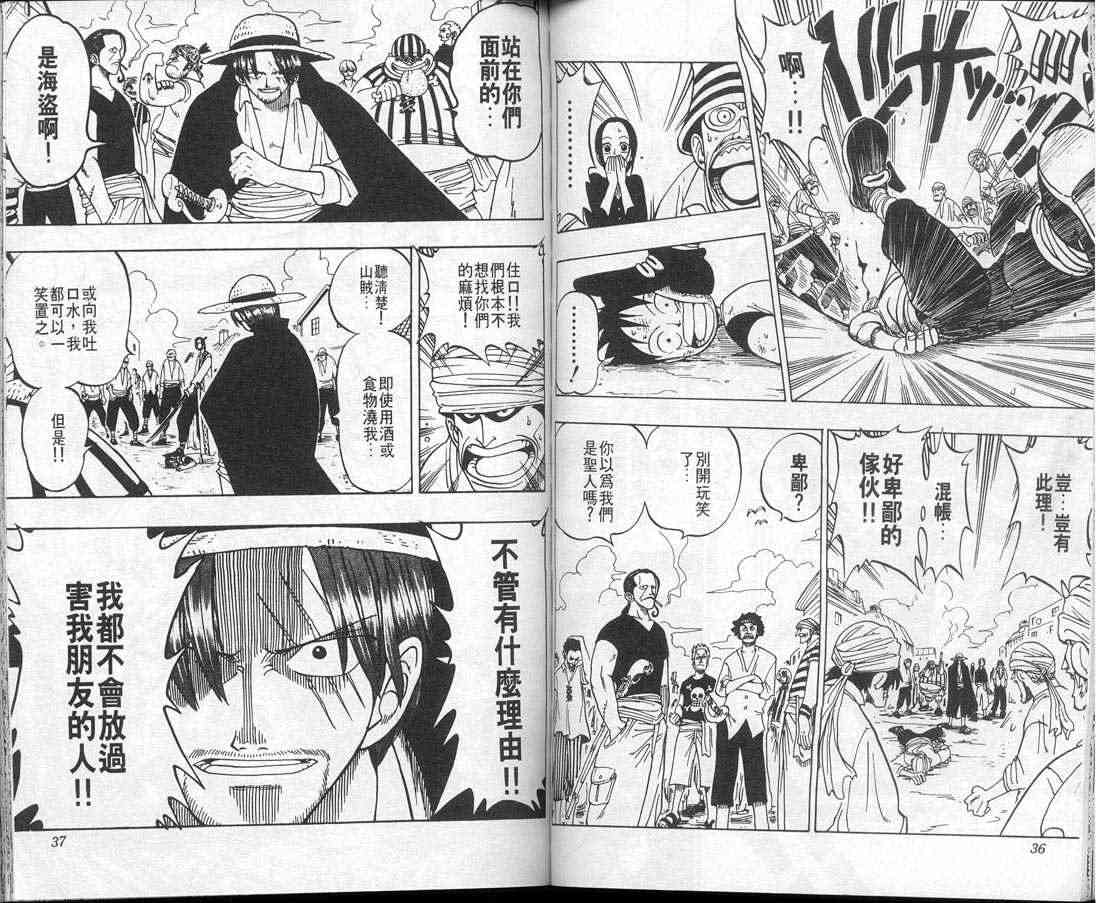 啊…!!
ドサッ
………
……!
豈…豈有
此理！
混帳…
好卑鄙的
傢伙!!
卑鄙？
別開玩笑
了…
你以為我們
是聖人嗎？
36
站在你們
面前的…
是海盜啊！
住口!!我
們根本不
想找你們
的麻煩！
聽清楚！
山賊…
即使用酒或
食物澆我…
或向我吐
口水，我
都可以一
笑置之。
但是!!
不管有什麼理由!!
我都不會放過
害我朋友的人!!
37